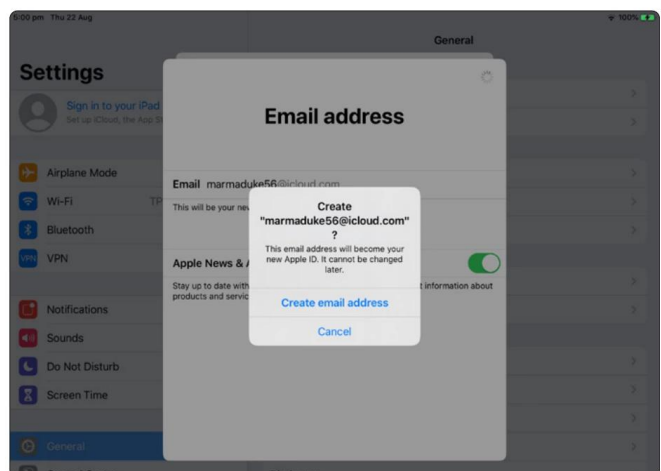 5:00 pm Thu 22 Aug
100%
General
Settings
Sign in to your iPad
Set up iCloud, the App St
Airplane Mode
Wi-Fi TP
Bluetooth
VPN VPN
Notifications
Sounds
Do Not Disturb
Screen Time
General
Email address
Email marmaduke56@icloud.com
This will be your new
Apple News & A
Stay up to date with t information about
products and servic
Create
"marmaduke56@icloud.com"
?
This email address will become your
new Apple ID. It cannot be changed
later.
Create email address
Cancel